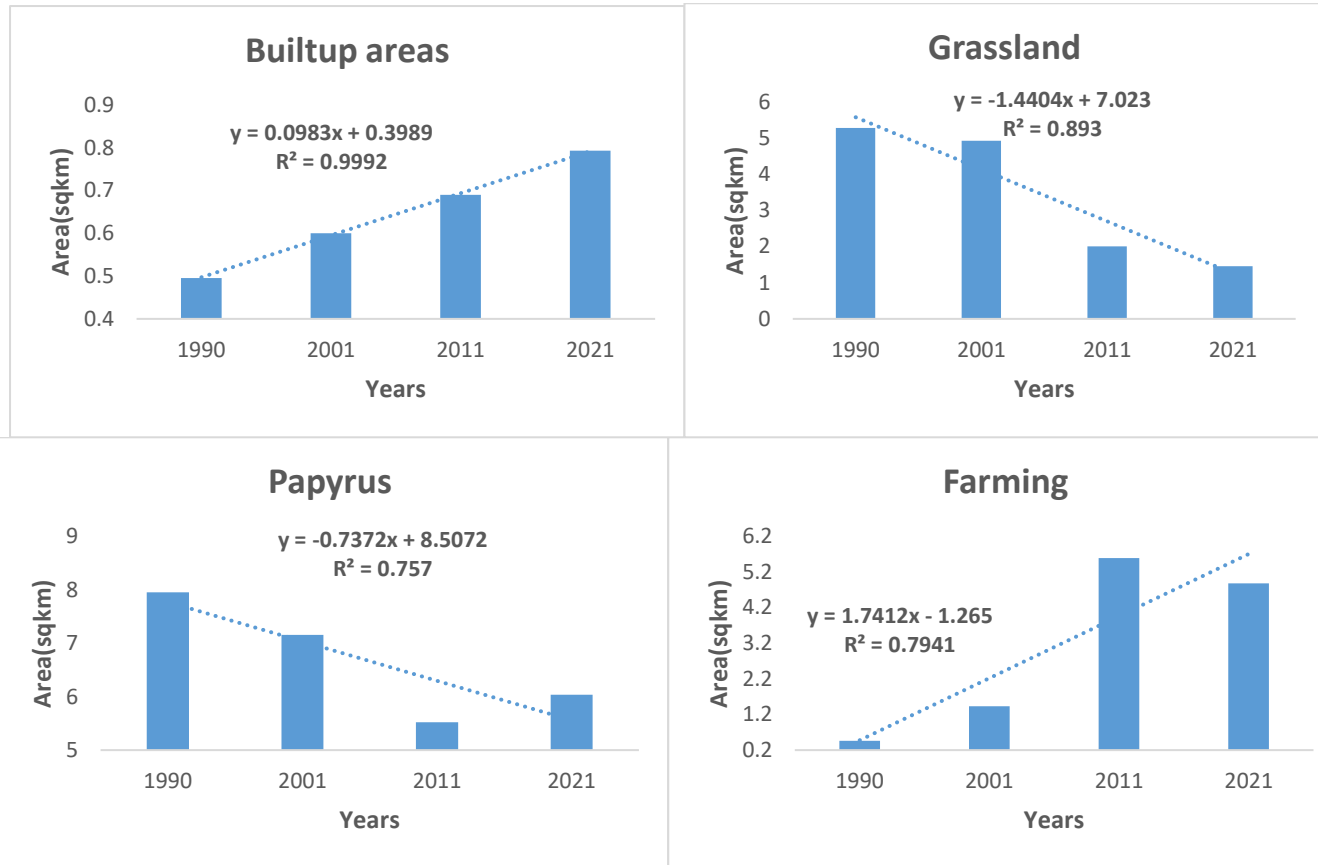 Builtup areas
y = 0.0983x + 0.3989
R² = 0.9992
Area(sqkm)
0.9
0.8
0.7
0.6
0.5
0.4
1990 2001 2011 2021
Years
Grassland
y = -1.4404x + 7.023
R² = 0.893
Area(sqkm)
6
5
4
3
2
1
0
1990 2001 2011 2021
Years
Papyrus
y = -0.7372x + 8.5072
R² = 0.757
Area(sqkm)
9
8
7
6
5
1990 2001 2011 2021
Years
Farming
y = 1.7412x - 1.265
R² = 0.7941
Area(sqkm)
6.2
5.2
4.2
3.2
2.2
1.2
0.2
1990 2001 2011 2021
Years